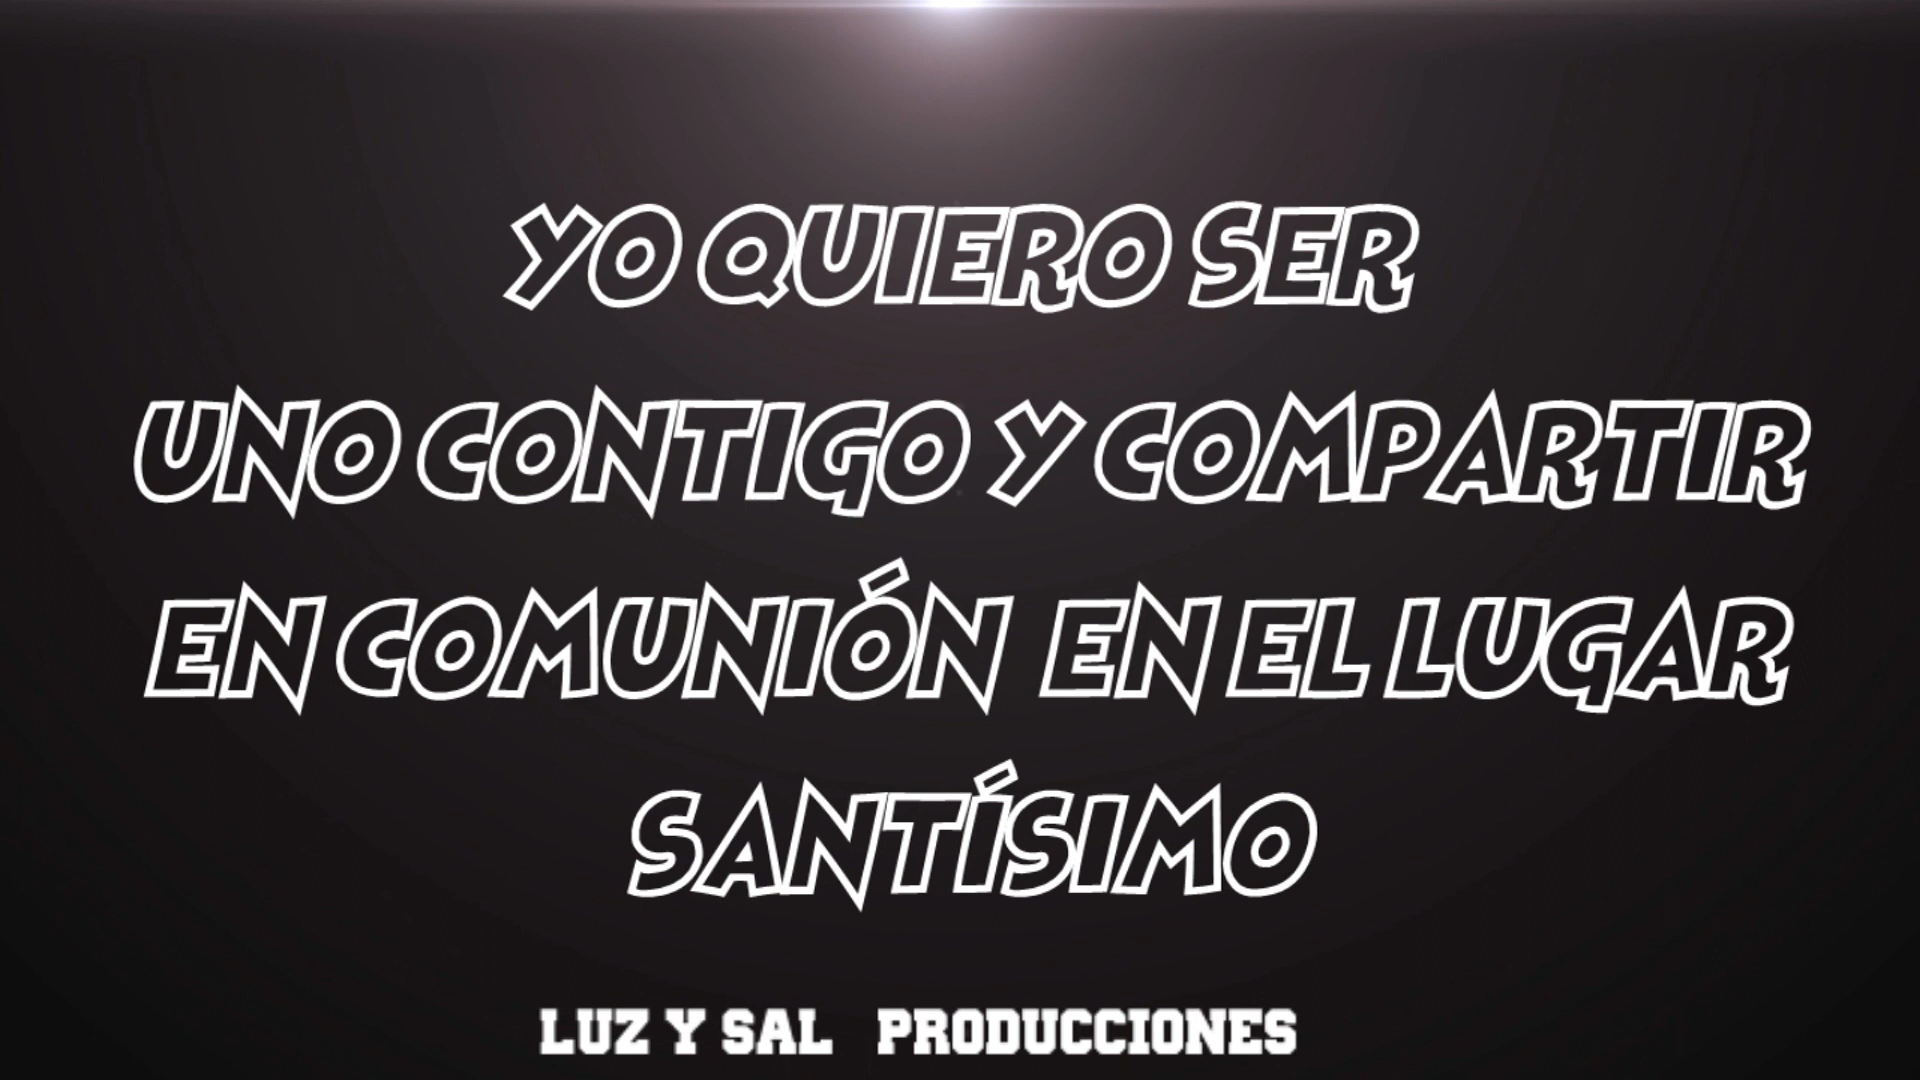 YO QUIERO SER
UNO CONTIGO Y COMPARTIR
EN COMUNIÓN EN EL LUGAR
SANTÍSIMO
LUZ Y SAL PRODUCCIONES